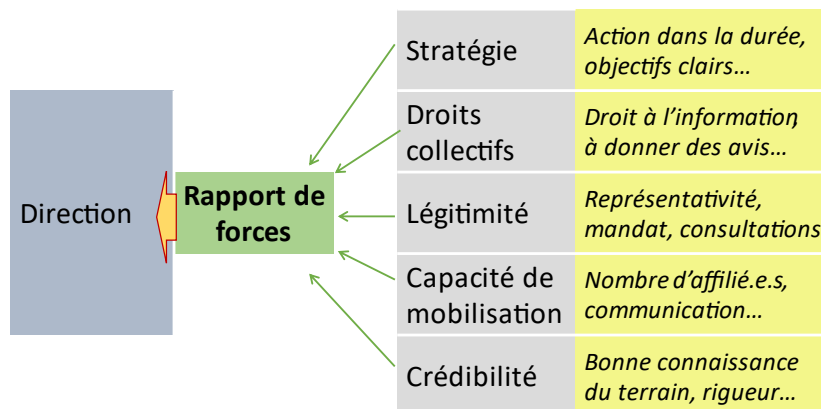 Direction
Rapport de
forces
Stratégie
Action dans la durée,
objectifs clairs…
Droits
collectifs
Droit à l’information,
à donner des avis…
Légitimité
Représentativité,
mandat, consultations
Capacité de
mobilisation
Nombre d’affilié.e.s,
communication…
Crédibilité
Bonne connaissance
du terrain, rigueur…